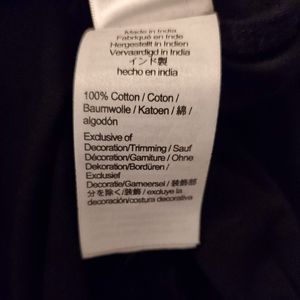 Made in India
Fabriqué en Inde
Hergestellt in Indien
Vervaardigd in India
インド製
hecho en india
100% Cotton / Coton /
Baumwolle / Katoen / 綿 /
algodón
Exclusive of
Decoration/Trimming / Sauf
Décoration/Garniture / Ohne
Dekoration/Bordüren /
Exclusief
Decoratie/Garneersel / 装飾部
分を除く/装飾 / excluye la
decoración/costura decorativa